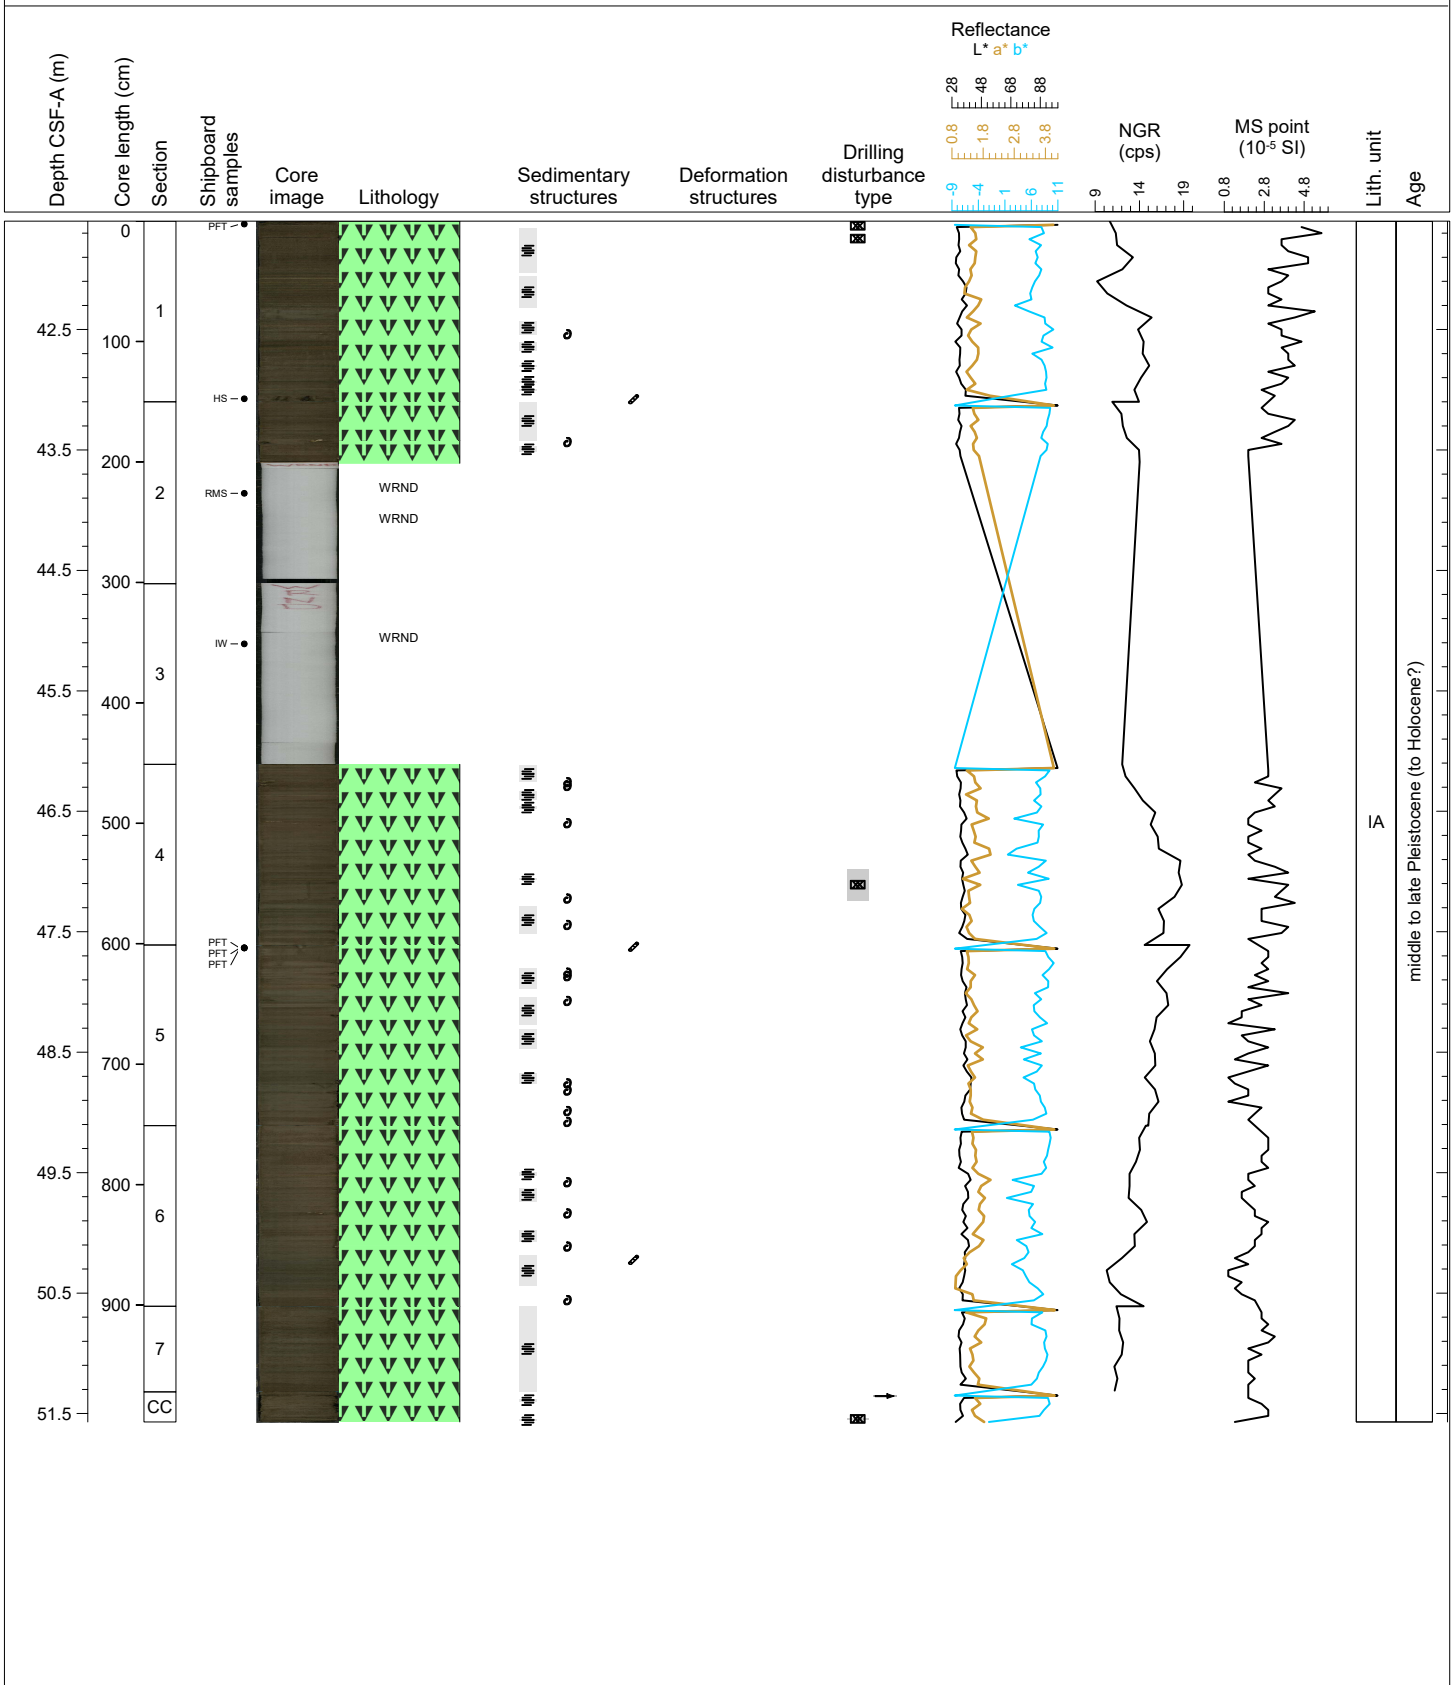 Depth CSF-A (m)
Core length (cm)
Section
Shipboard
samples
Core
image
Lithology
Sedimentary
structures
Deformation
structures
Drilling
disturbance
type
Reflectance
L* a* b*
28 48 68 88
0.8 1.8 2.8 3.8
-9 -4 1 6 11
NGR
(cps)
9 14 19
MS point
(10⁻⁵ SI)
0.8 2.8 4.8
Lith. unit
Age
42.5
43.5
44.5
45.5
46.5
47.5
48.5
49.5
50.5
51.5
0
100
200
300
400
500
600
700
800
900
1
2
3
4
5
6
7
CC
PFT
HS
RMS
IW
PFT
PFT
PFT
WRND
WRND
WRND
IA
middle to late Pleistocene (to Holocene?)